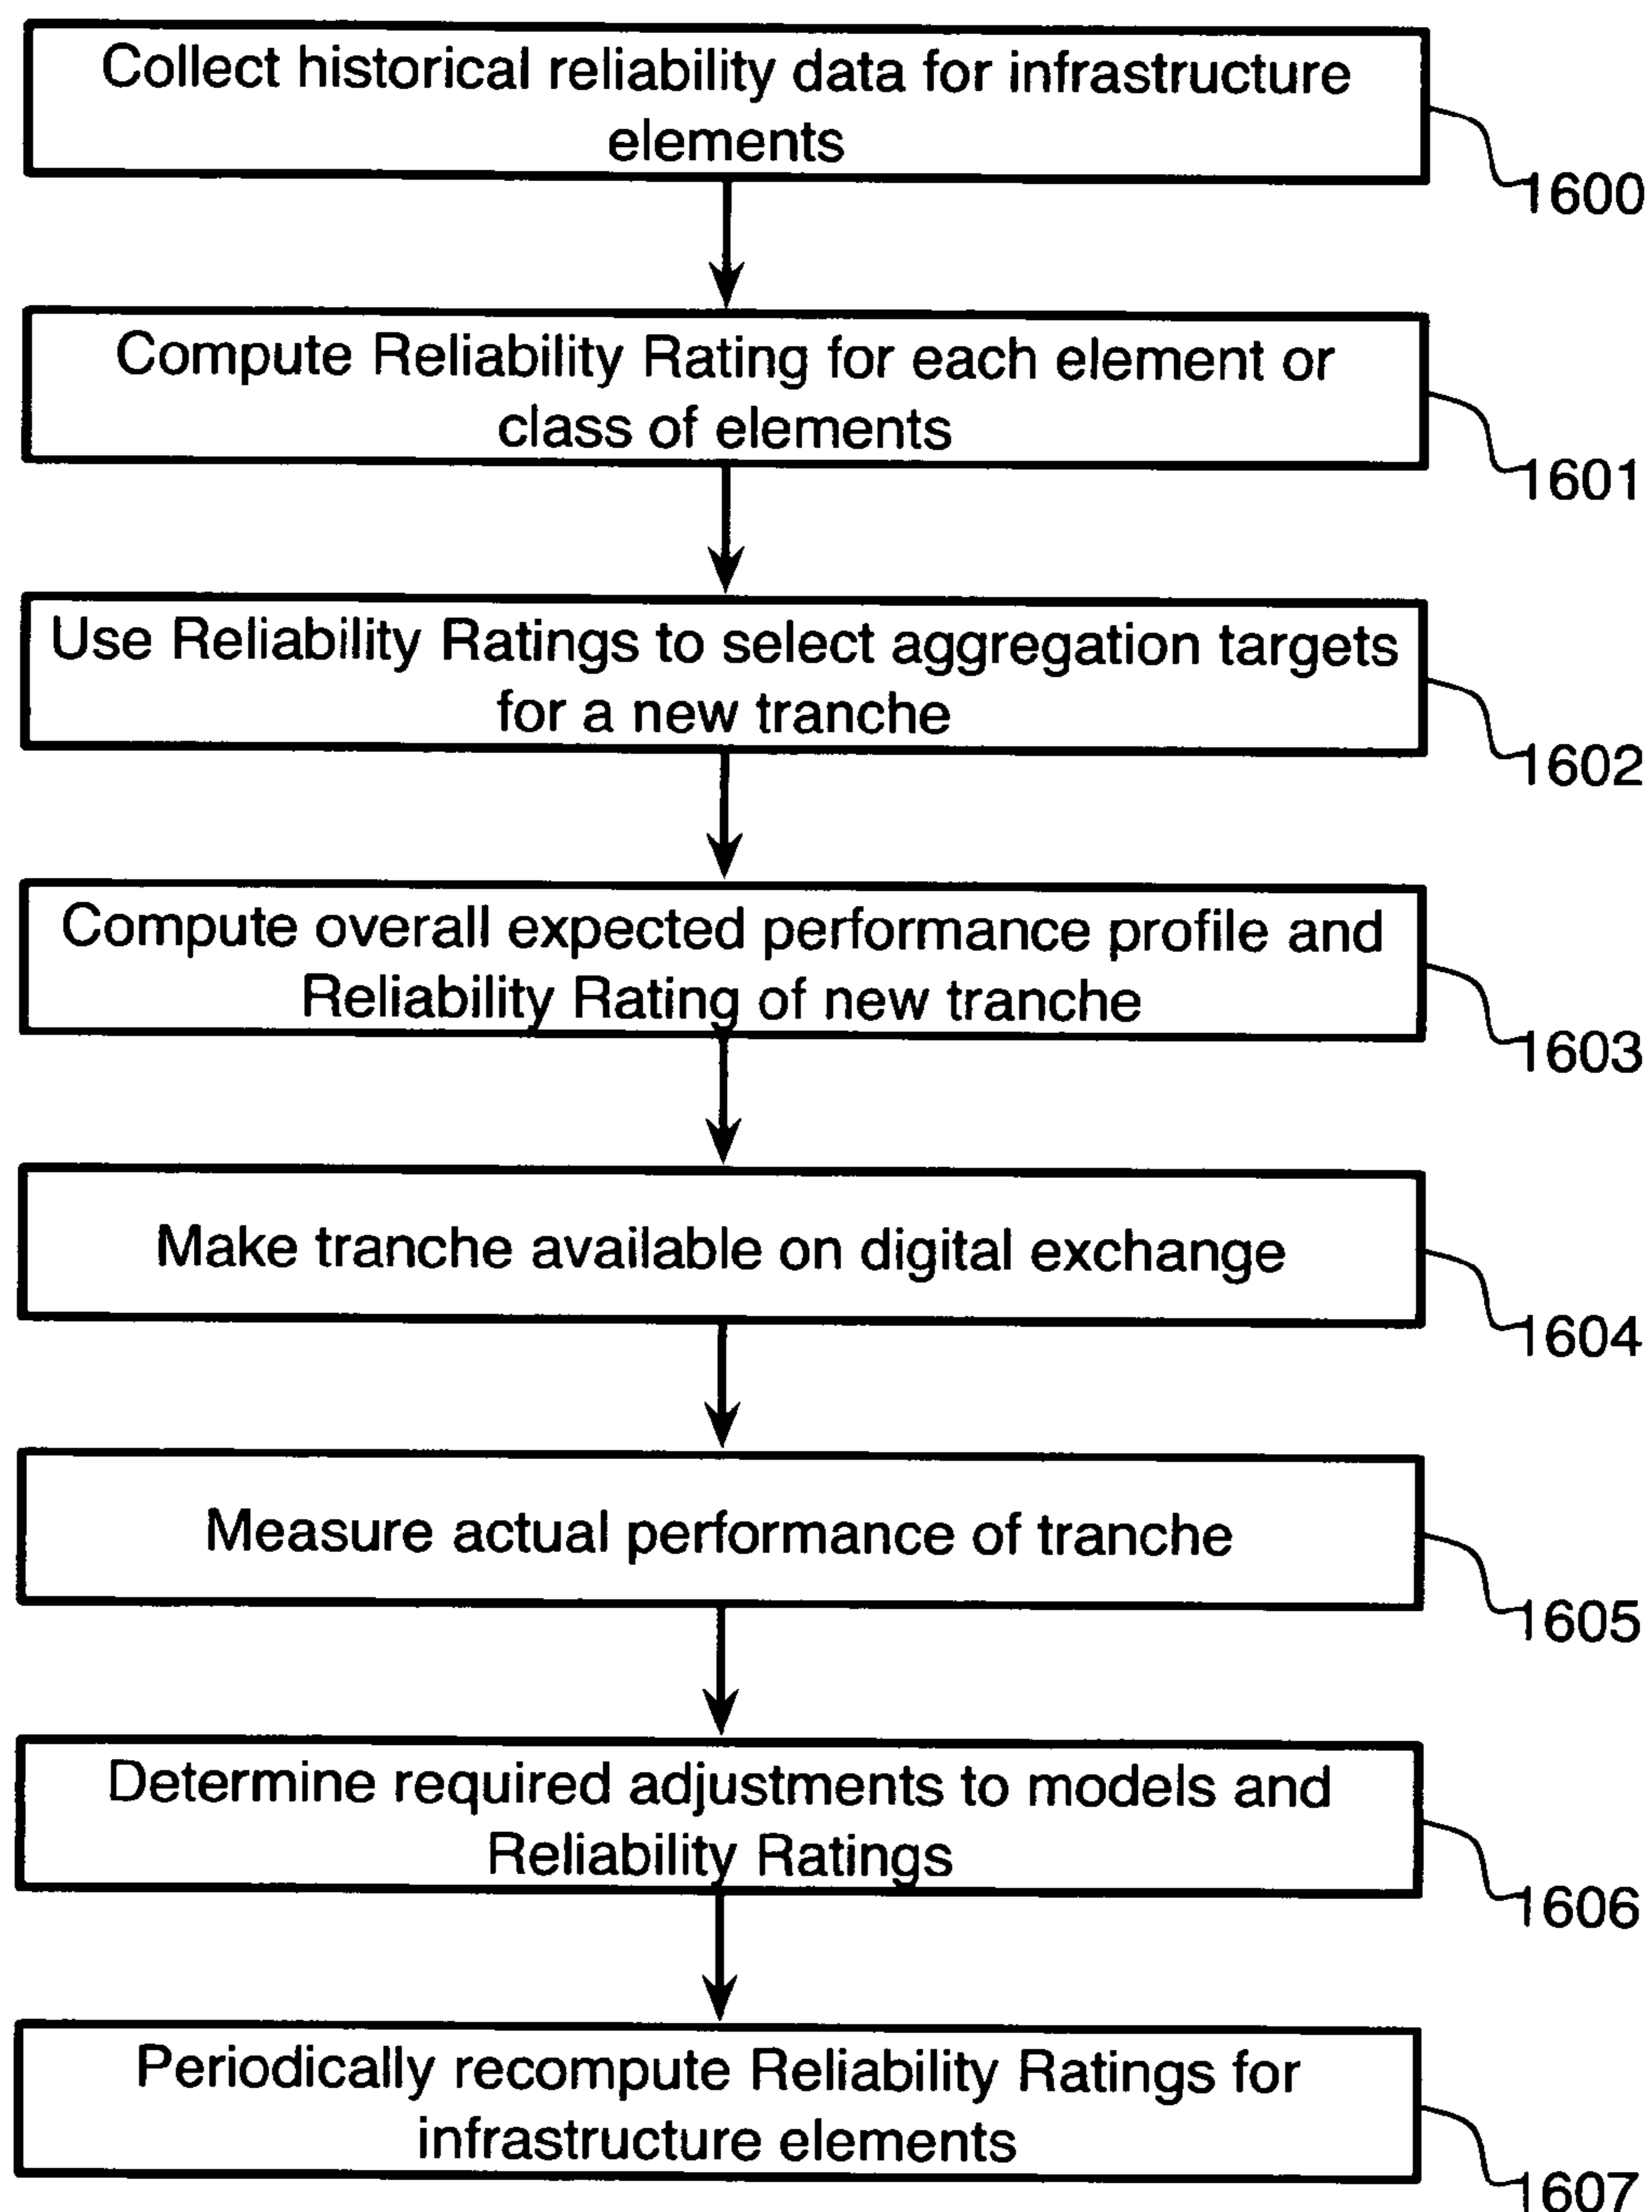 Collect historical reliability data for infrastructure
elements
1600
Compute Reliability Rating for each element or
class of elements
1601
Use Reliability Ratings to select aggregation targets
for a new tranche
1602
Compute overall expected performance profile and
Reliability Rating of new tranche
1603
Make tranche available on digital exchange
1604
Measure actual performance of tranche
1605
Determine required adjustments to models and
Reliability Ratings
1606
Periodically recompute Reliability Ratings for
infrastructure elements
1607